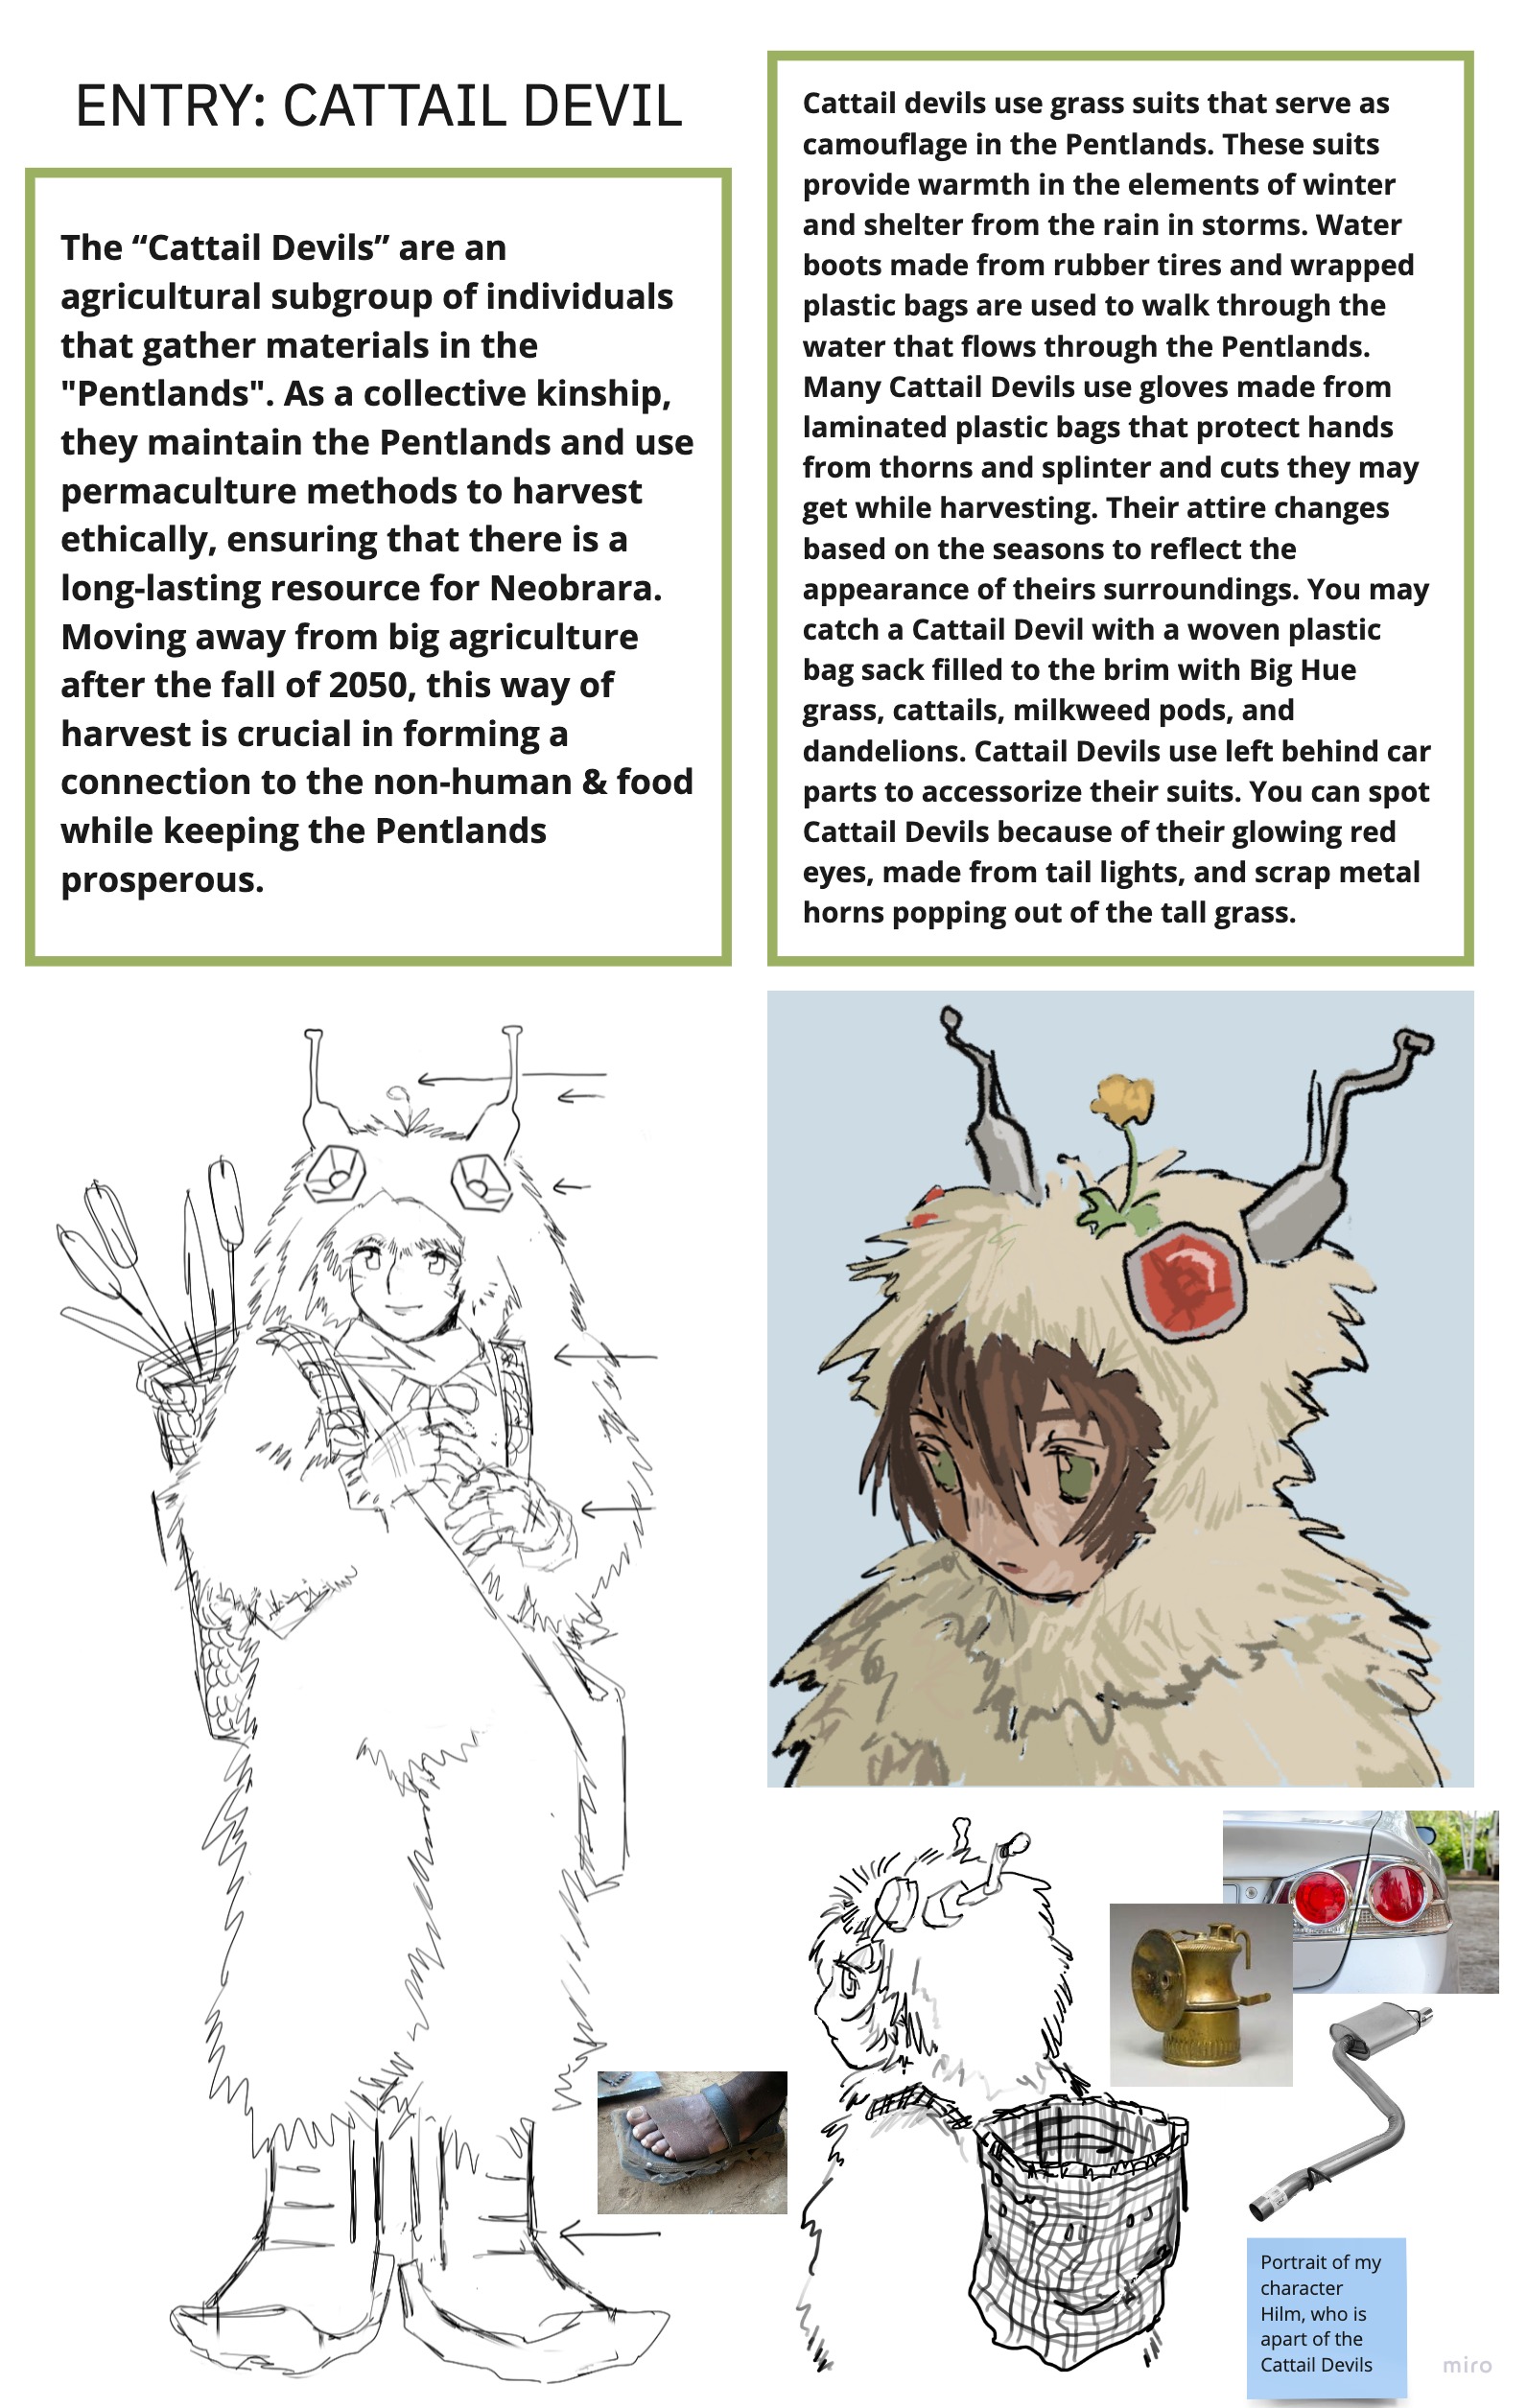 ENTRY: CATTAIL DEVIL
The “Cattail Devils” are an
agricultural subgroup of individuals
that gather materials in the
"Pentlands". As a collective kinship,
they maintain the Pentlands and use
permaculture methods to harvest
ethically, ensuring that there is a
long-lasting resource for Neobrara.
Moving away from big agriculture
after the fall of 2050, this way of
harvest is crucial in forming a
connection to the non-human & food
while keeping the Pentlands
prosperous.
Cattail devils use grass suits that serve as
camouflage in the Pentlands. These suits
provide warmth in the elements of winter
and shelter from the rain in storms. Water
boots made from rubber tires and wrapped
plastic bags are used to walk through the
water that flows through the Pentlands.
Many Cattail Devils use gloves made from
laminated plastic bags that protect hands
from thorns and splinter and cuts they may
get while harvesting. Their attire changes
based on the seasons to reflect the
appearance of theirs surroundings. You may
catch a Cattail Devil with a woven plastic
bag sack filled to the brim with Big Hue
grass, cattails, milkweed pods, and
dandelions. Cattail Devils use left behind car
parts to accessorize their suits. You can spot
Cattail Devils because of their glowing red
eyes, made from tail lights, and scrap metal
horns popping out of the tall grass.
Portrait of my
character
Hilm, who is
apart of the
Cattail Devils
miro